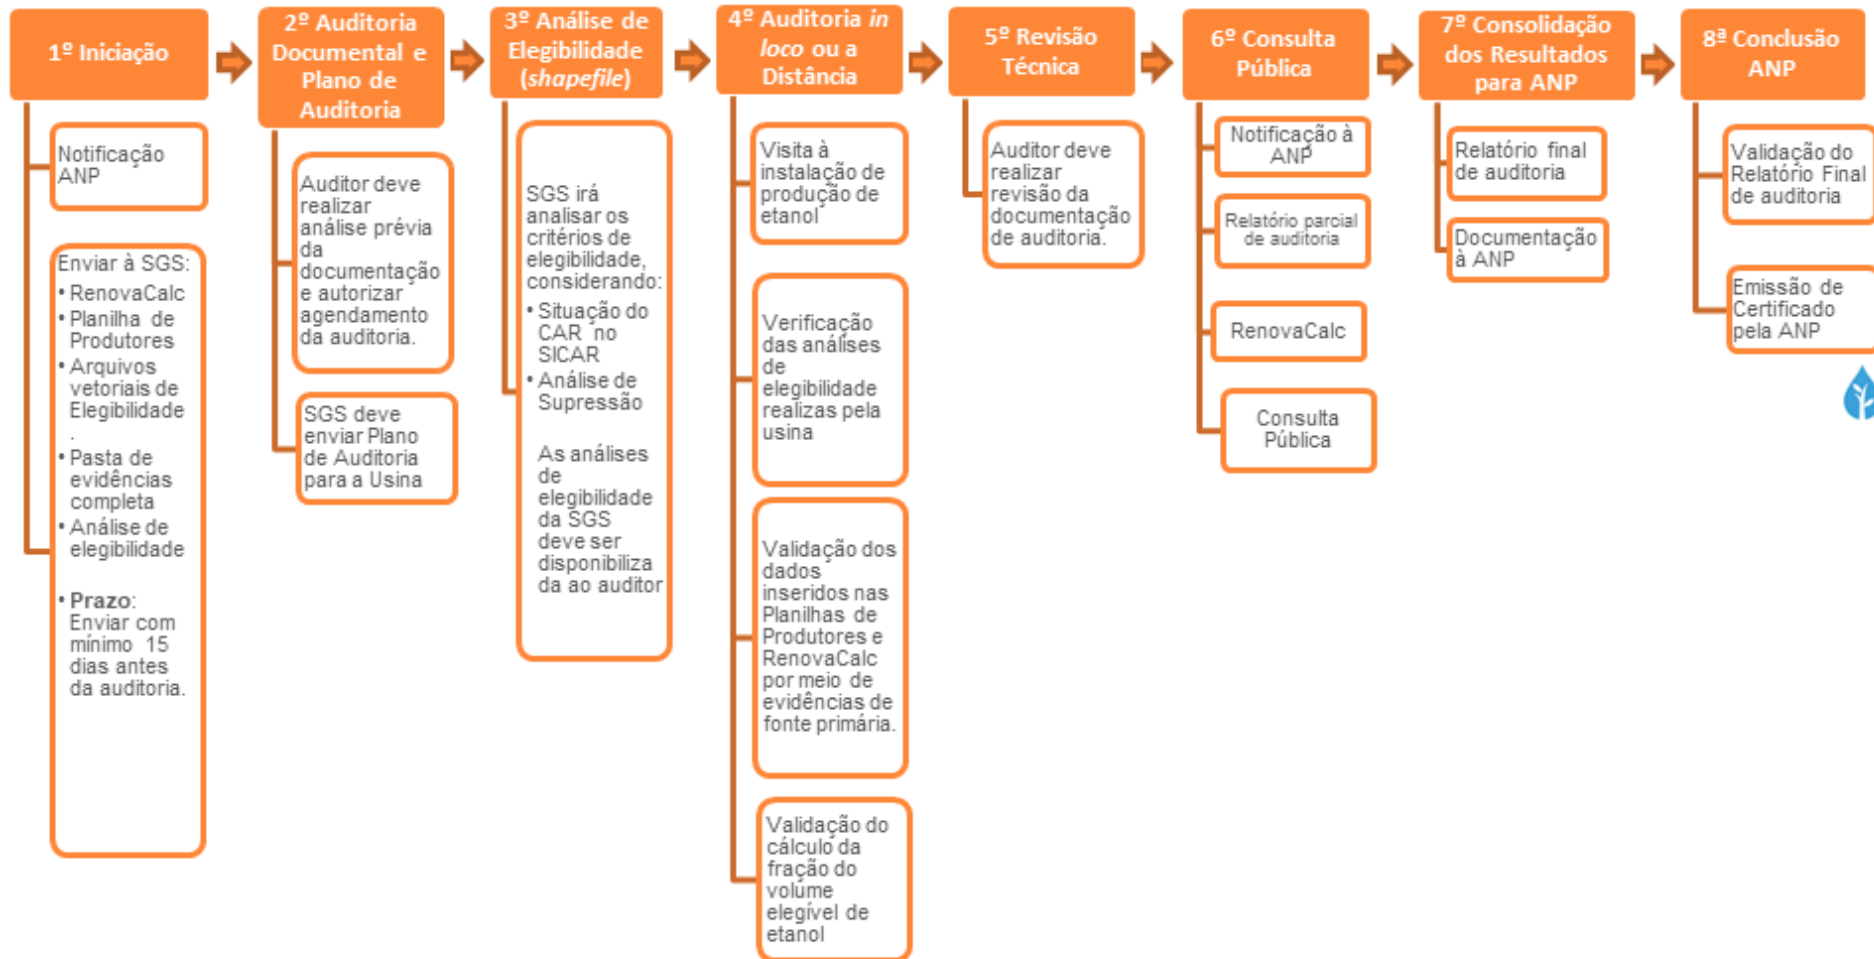 1º Iniciação
Notificação
ANP
Enviar à SGS:
• RenovaCalc
• Planilha de
Produtores
• Arquivos
vetoriais de
Elegibilidade
.
• Pasta de
evidências
completa
• Análise de
elegibilidade
• Prazo:
Enviar com
mínimo 15
dias antes
da auditoria.
2º Auditoria
Documental e
Plano de
Auditoria
Auditor deve
realizar
análise prévia
da
documentação
e autorizar
agendamento
da auditoria.
SGS deve
enviar Plano
de Auditoria
para a Usina
3º Análise de
Elegibilidade
(shapefile)
SGS irá
analisar os
critérios de
elegibilidade,
considerando:
• Situação do
CAR no
SICAR
• Análise de
Supressão
As análises
de
elegibilidade
da SGS
deve ser
disponibiliza
da ao auditor
4º Auditoria in
loco ou a
Distância
Visita à
instalação de
produção de
etanol
Verificação
das análises
de
elegibilidade
realizas pela
usina
Validação dos
dados
inseridos nas
Planilhas de
Produtores e
RenovaCalc
por meio de
evidências de
fonte primária.
Validação do
cálculo da
fração do
volume
elegível de
etanol
5º Revisão
Técnica
Auditor deve
realizar
revisão da
documentação
de auditoria.
6º Consulta
Pública
Notificação à
ANP
Relatório parcial
de auditoria
RenovaCalc
Consulta
Pública
7º Consolidação
dos Resultados
para ANP
Relatório final
de auditoria
Documentação
à ANP
8ª Conclusão
ANP
Validação do
Relatório Final
de auditoria
Emissão de
Certificado
pela ANP